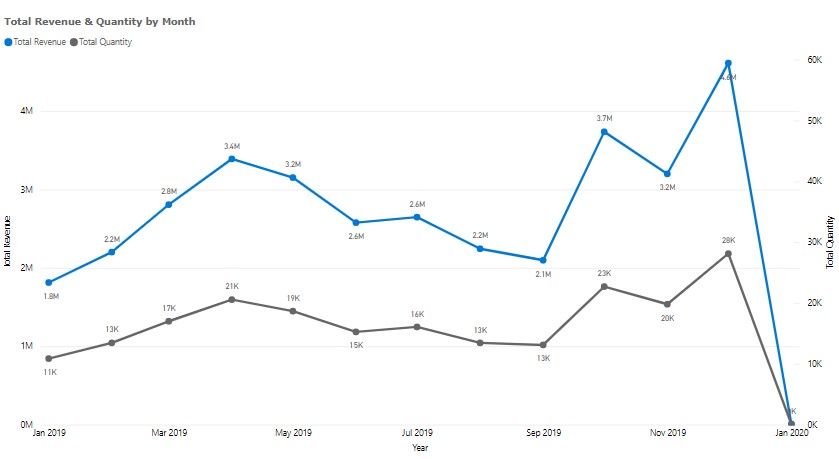 Total Revenue & Quantity by Month
Total Revenue Total Quantity
60K
4.6M
4M
3.7M
50K
3.4M
3.2M
3.2M
40K
3M
2.8M
2.6M
2.6M
2.2M
2.2M
2.1M
30K
28K
2M
1.8M
23K
21K
20K
20K
19K
17K
16K
15K
13K
13K
13K
11K
1M
10K
0M
0K
Jan 2019 Mar 2019 May 2019 Jul 2019 Sep 2019 Nov 2019 Jan 2020
Year
Total Revenue
Total Quantity